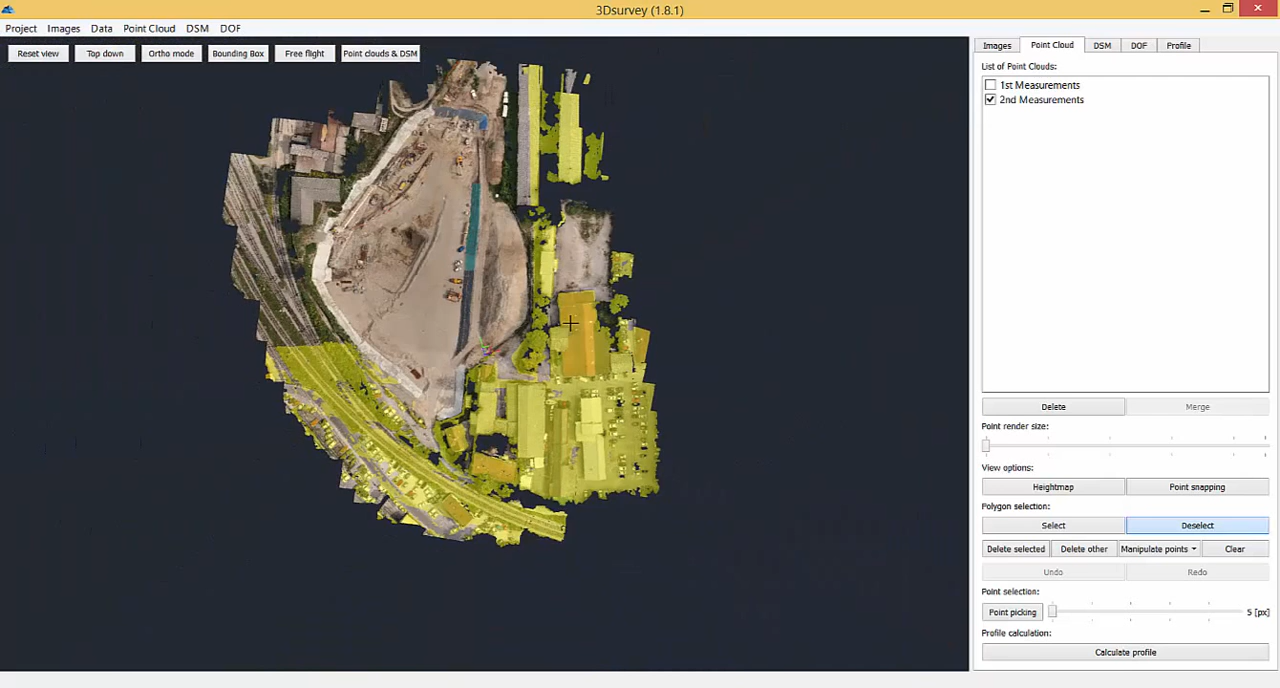 3Dsurvey (1.8.1)
Project Images Data Point Cloud DSM DOF
Reset view Top down Ortho mode Bounding Box Free flight Point clouds & DSM
Images Point Cloud DSM DOF Profile
List of Point Clouds:
1st Measurements
2nd Measurements
Delete Merge
Point render size:
View options:
Heightmap Point snapping
Polygon selection:
Select Deselect
Delete selected Delete other Manipulate points Clear
Undo Redo
Point selection:
Point picking 5 [px]
Profile calculation:
Calculate profile